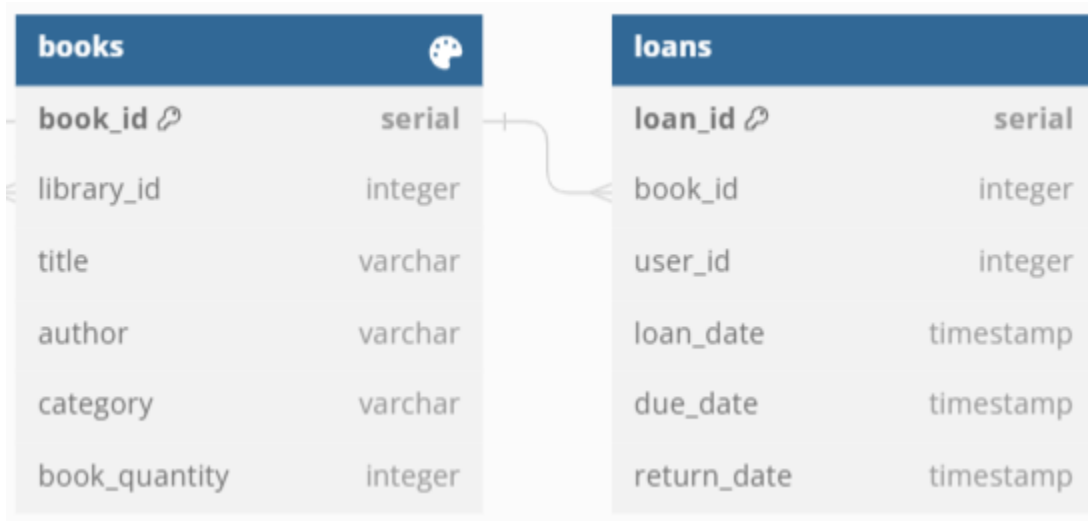 books
book_id serial
library_id integer
title varchar
author varchar
category varchar
book_quantity integer
loans
loan_id serial
book_id integer
user_id integer
loan_date timestamp
due_date timestamp
return_date timestamp